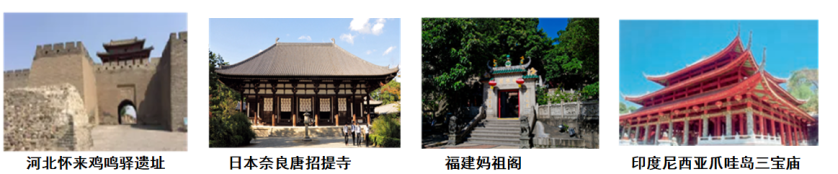 河北怀来鸡鸣驿遗址
日本奈良唐招提寺
福建妈祖阁
印度尼西亚爪哇岛三宝庙